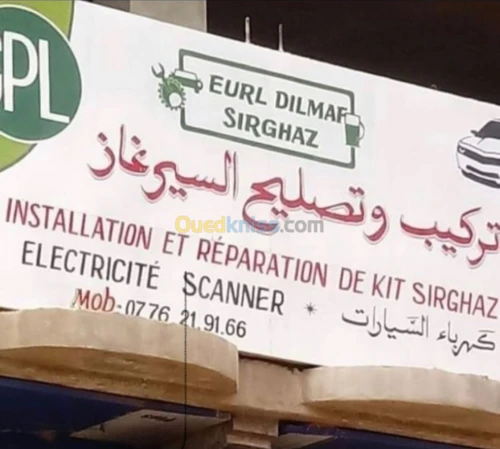 GPL
EURL DILMAF
SIRGHAZ
تركيب وتصليح السيرغاز
Ouedkniss.com
INSTALLATION ET RÉPARATION DE KIT SIRGHAZ
ELECTRICITÉ SCANNER * كهرباء السيارات
Mob-0776 21.91.66